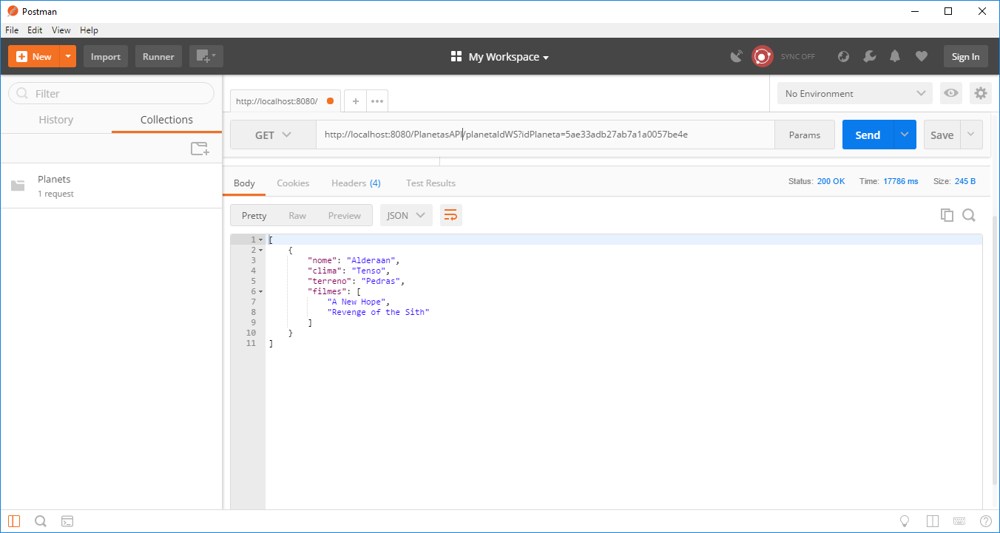 Postman
File Edit View Help
New Import Runner My Workspace SYNC OFF Sign In
Filter
History Collections
Planets
1 request
http://localhost:8080/ + ••• No Environment
GET http://localhost:8080/PlanetasAPI/planetaIdWS?idPlaneta=5ae33adb27ab7a1a0057be4e Params Send Save
Body Cookies Headers (4) Test Results Status: 200 OK Time: 17786 ms Size: 245 B
Pretty Raw Preview JSON
1 [
2 {
3 "nome": "Alderaan",
4 "clima": "Tenso",
5 "terreno": "Pedras",
6 "filmes": [
7 "A New Hope",
8 "Revenge of the Sith"
9 ]
10 }
11 ]